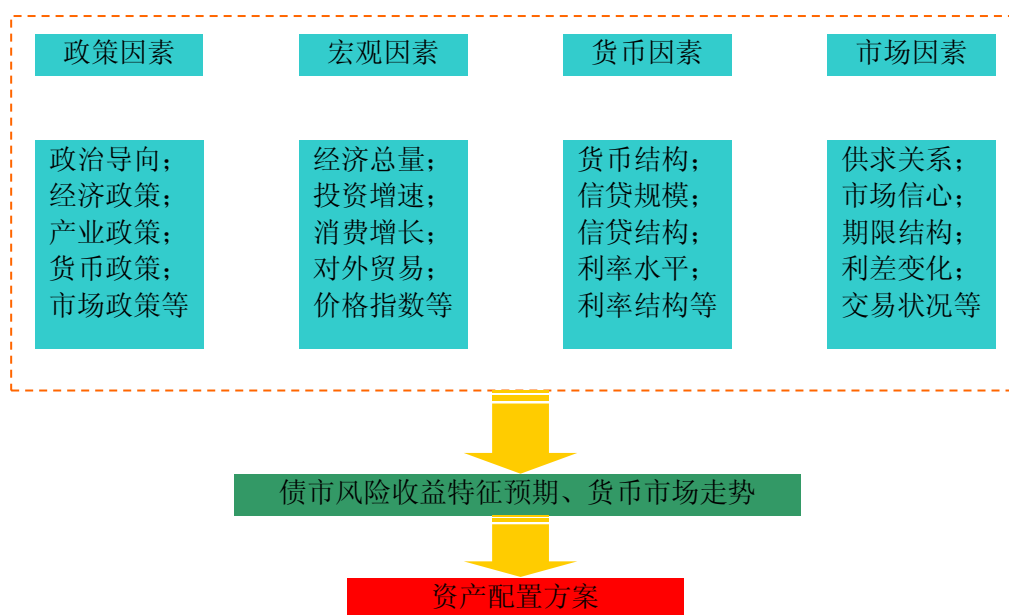 政策因素
宏观因素
货币因素
市场因素
政治导向；
经济政策；
产业政策；
货币政策；
市场政策等
经济总量；
投资增速；
消费增长；
对外贸易；
价格指数等
货币结构；
信贷规模；
信贷结构；
利率水平；
利率结构等
供求关系；
市场信心；
期限结构；
利差变化；
交易状况等
债市风险收益特征预期、货币市场走势
资产配置方案